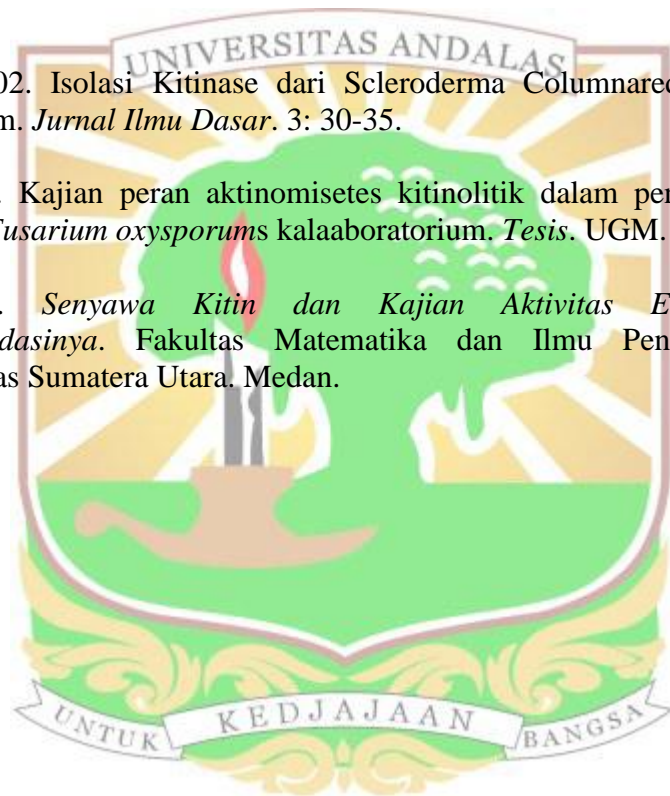 UNIVERSITAS ANDALAS
02. Isolasi Kitinase dari Scleroderma Columnared
m. Jurnal Ilmu Dasar. 3: 30-35.
. Kajian peran aktinomisetes kitinolitik dalam per
Fusarium oxysporums kalaaboratorium. Tesis. UGM.
. Senyawa Kitin dan Kajian Aktivitas E
dasinya. Fakultas Matematika dan Ilmu Pen
as Sumatera Utara. Medan.
UNTUK KEDJAJAAN BANGSA